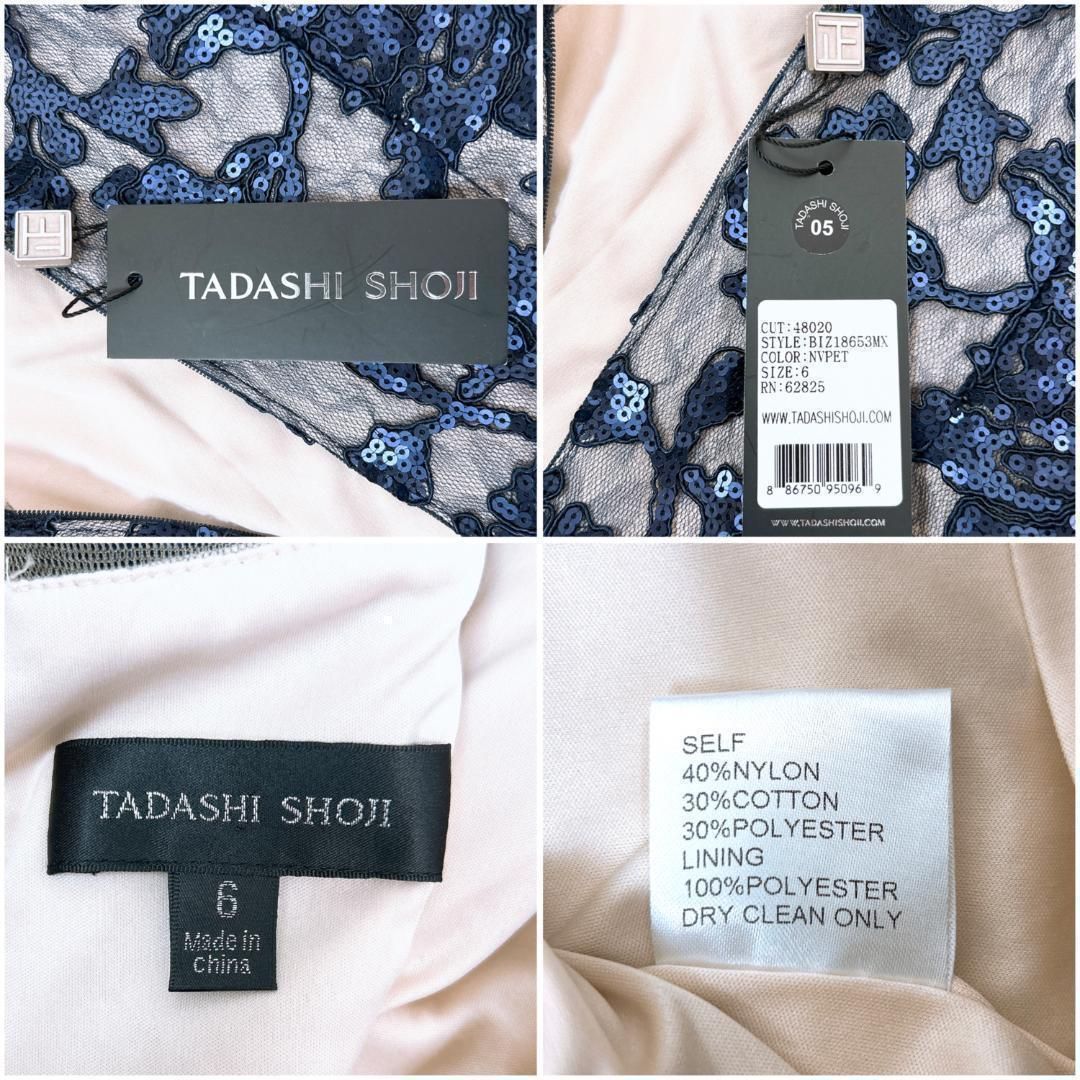 TADASHI SHOJI
TADASHI SHOJI
05
CUT:48020
STYLE:BIZ18653MX
COLOR:NVPET
SIZE:6
RN:62825
WWW.TADASHISHOJI.COM
8 86750 95096 9
WWW.TADASHISHOJI.COM
TADASHI SHOJI
6
Made in
china
SELF
40%NYLON
30%COTTON
30%POLYESTER
LINING
100%POLYESTER
DRY CLEAN ONLY